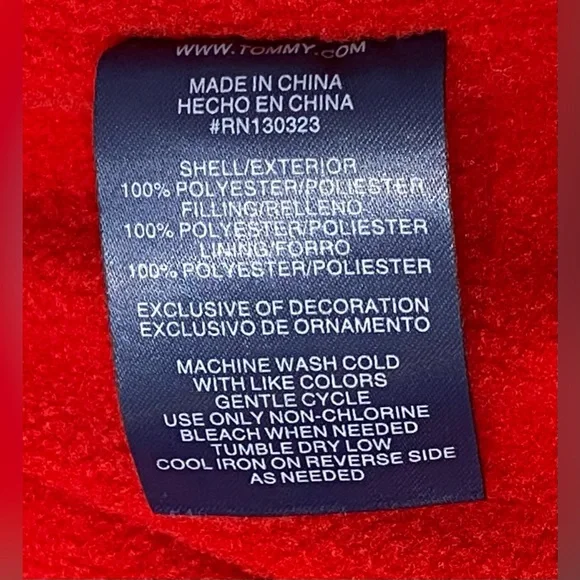 WWW.TOMMY.COM
MADE IN CHINA
HECHO EN CHINA
#RN130323
SHELL/EXTERIOR
100% POLYESTER/POLIESTER
FILLING/RELLENO
100% POLYESTER/POLIESTER
LINING/FORRO
100% POLYESTER/POLIESTER
EXCLUSIVE OF DECORATION
EXCLUSIVO DE ORNAMENTO
MACHINE WASH COLD
WITH LIKE COLORS
GENTLE CYCLE
USE ONLY NON-CHLORINE
BLEACH WHEN NEEDED
TUMBLE DRY LOW
COOL IRON ON REVERSE SIDE
AS NEEDED